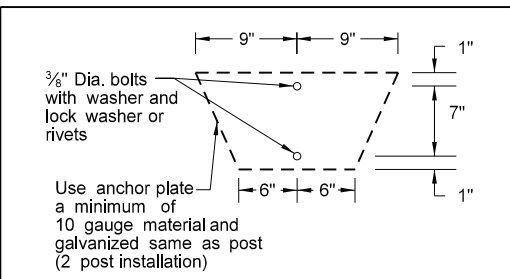 9" 9"
1"
⅜" Dia. bolts
with washer and
lock washer or
rivets
7"
Use anchor plate
a minimum of
10 gauge material and
galvanized same as post
(2 post installation)
6" 6"
1"